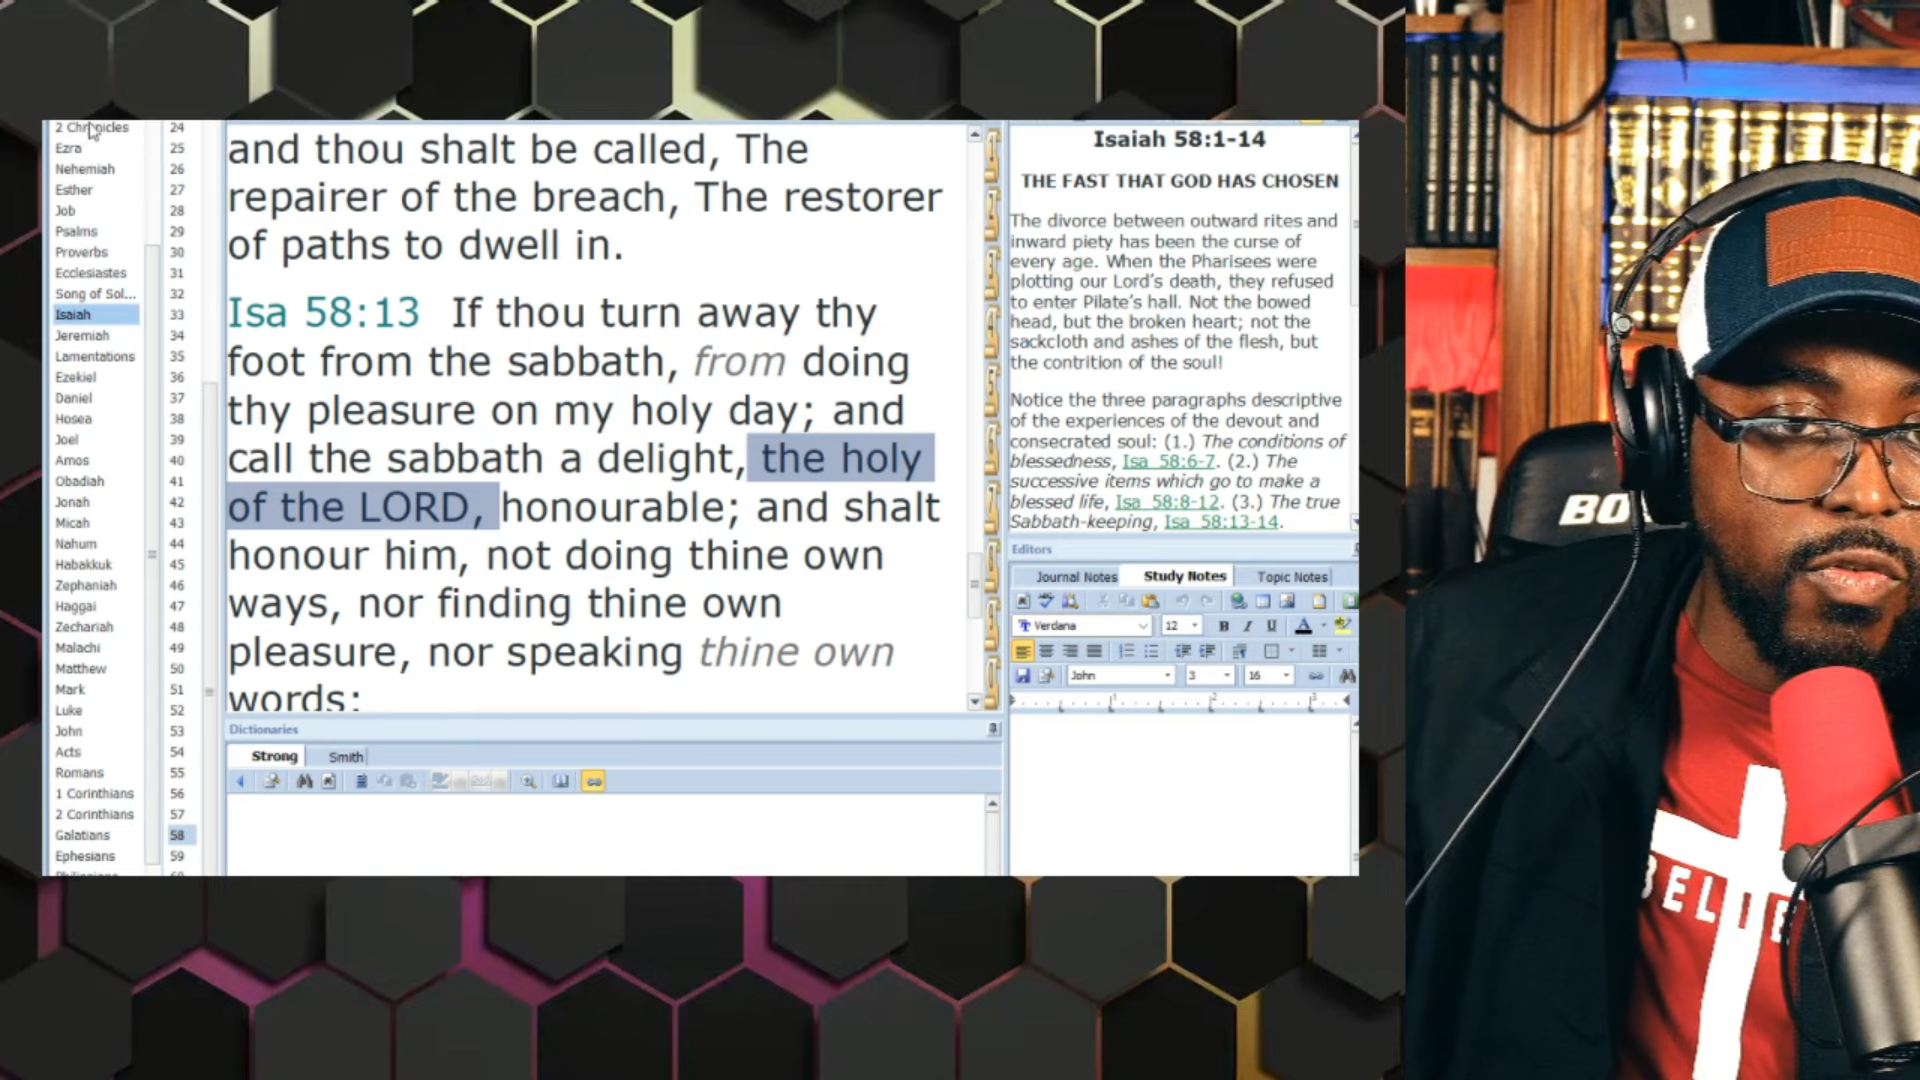 2 Chronicles
Ezra
Nehemiah
Esther
Job
Psalms
Proverbs
Ecclesiastes
Song of Sol...
Isaiah
Jeremiah
Lamentations
Ezekiel
Daniel
Hosea
Joel
Amos
Obadiah
Jonah
Micah
Nahum
Habakkuk
Zephaniah
Haggai
Zechariah
Malachi
Matthew
Mark
Luke
John
Acts
Romans
1 Corinthians
2 Corinthians
Galatians
Ephesians
24
25
26
27
28
29
30
31
32
33
34
35
36
37
38
39
40
41
42
43
44
45
46
47
48
49
50
51
52
53
54
55
56
57
58
59
and thou shalt be called, The
repairer of the breach, The restorer
of paths to dwell in.
Isa 58:13 If thou turn away thy
foot from the sabbath, from doing
thy pleasure on my holy day; and
call the sabbath a delight, the holy
of the LORD, honourable; and shalt
honour him, not doing thine own
ways, nor finding thine own
pleasure, nor speaking thine own
words:
Dictionaries
Strong Smith
Isaiah 58:1-14
THE FAST THAT GOD HAS CHOSEN
The divorce between outward rites and
inward piety has been the curse of
every age. When the Pharisees were
plotting our Lord's death, they refused
to enter Pilate's hall. Not the bowed
head, but the broken heart; not the
sackcloth and ashes of the flesh, but
the contrition of the soul!
Notice the three paragraphs descriptive
of the experiences of the devout and
consecrated soul: (1.) The conditions of
blessedness, Isa 58:6-7. (2.) The
successive items which go to make a
blessed life, Isa 58:8-12. (3.) The true
Sabbath-keeping, Isa 58:13-14.
Editors
Journal Notes Study Notes Topic Notes
Verdana 12 B I U A
John 3 16
1 2 3
BO
BELIE